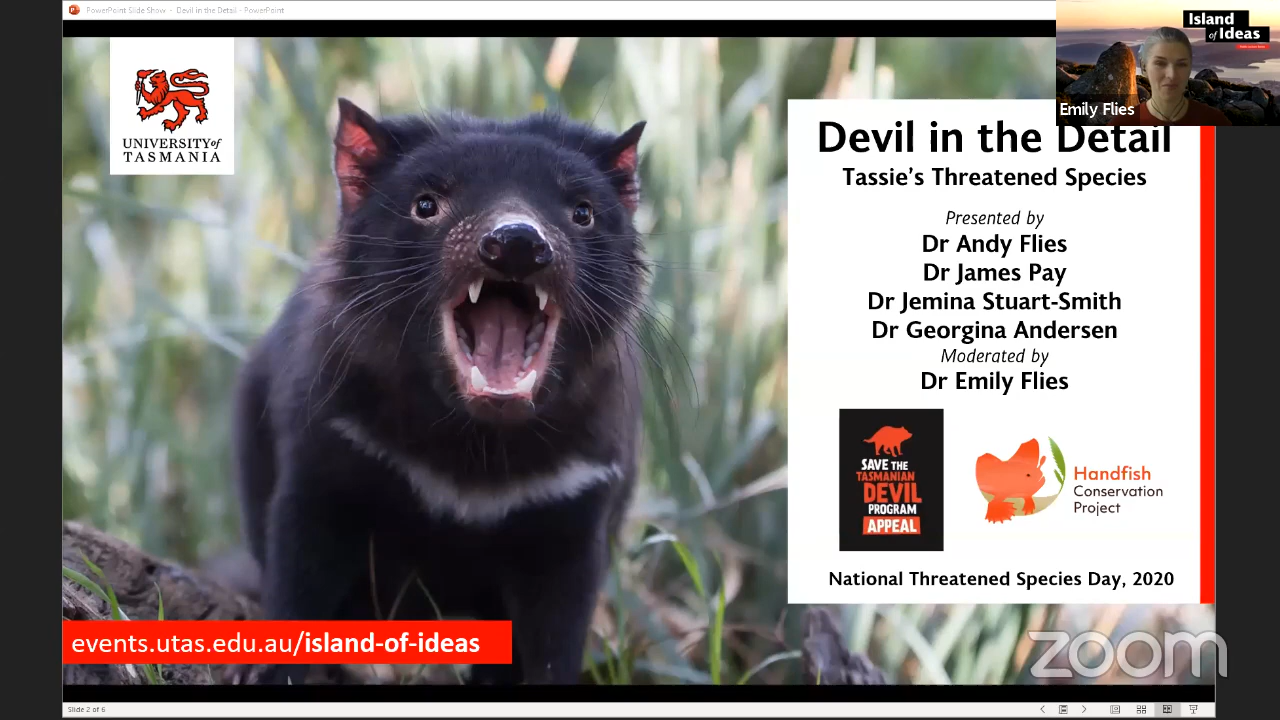 PowerPoint Slide Show - Devil in the Detail - PowerPoint
Island
of Ideas
Emily Flies
UNIVERSITY of
TASMANIA
Devil in the Detail
Tassie's Threatened Species
Presented by
Dr Andy Flies
Dr James Pay
Dr Jemina Stuart-Smith
Dr Georgina Andersen
Moderated by
Dr Emily Flies
SAVE THE
TASMANIAN
DEVIL
PROGRAM
APPEAL
Handfish
Conservation
Project
National Threatened Species Day, 2020
events.utas.edu.au/island-of-ideas
zoom
Slide 2 of 6